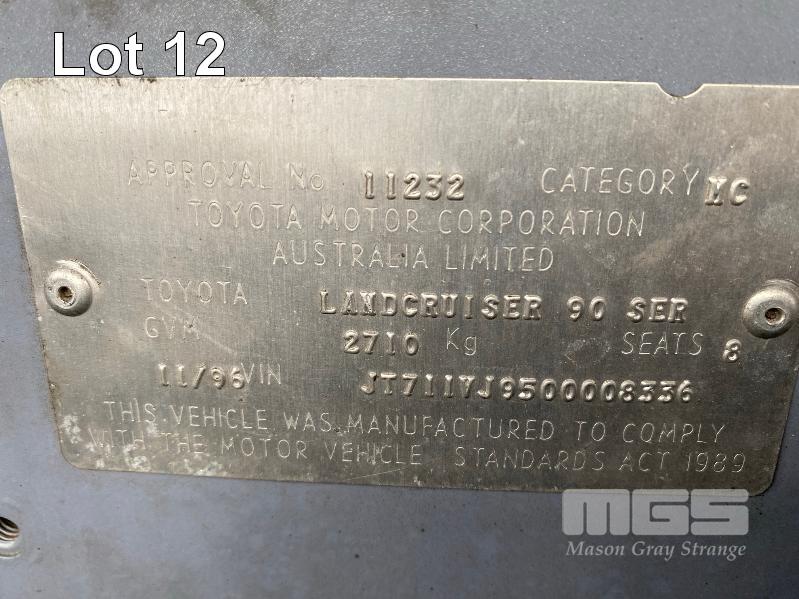 Lot 12
APPROVAL No 11232 CATEGORY MC
TOYOTA MOTOR CORPORATION
AUSTRALIA LIMITED
TOYOTA LANDCRUISER 90 SER
GVM 2710 Kg SEATS 8
11/96 VIN JT711VJ9500008336
THIS VEHICLE WAS MANUFACTURED TO COMPLY
WITH THE MOTOR VEHICLE STANDARDS ACT 1989
MGS
Mason Gray Strange